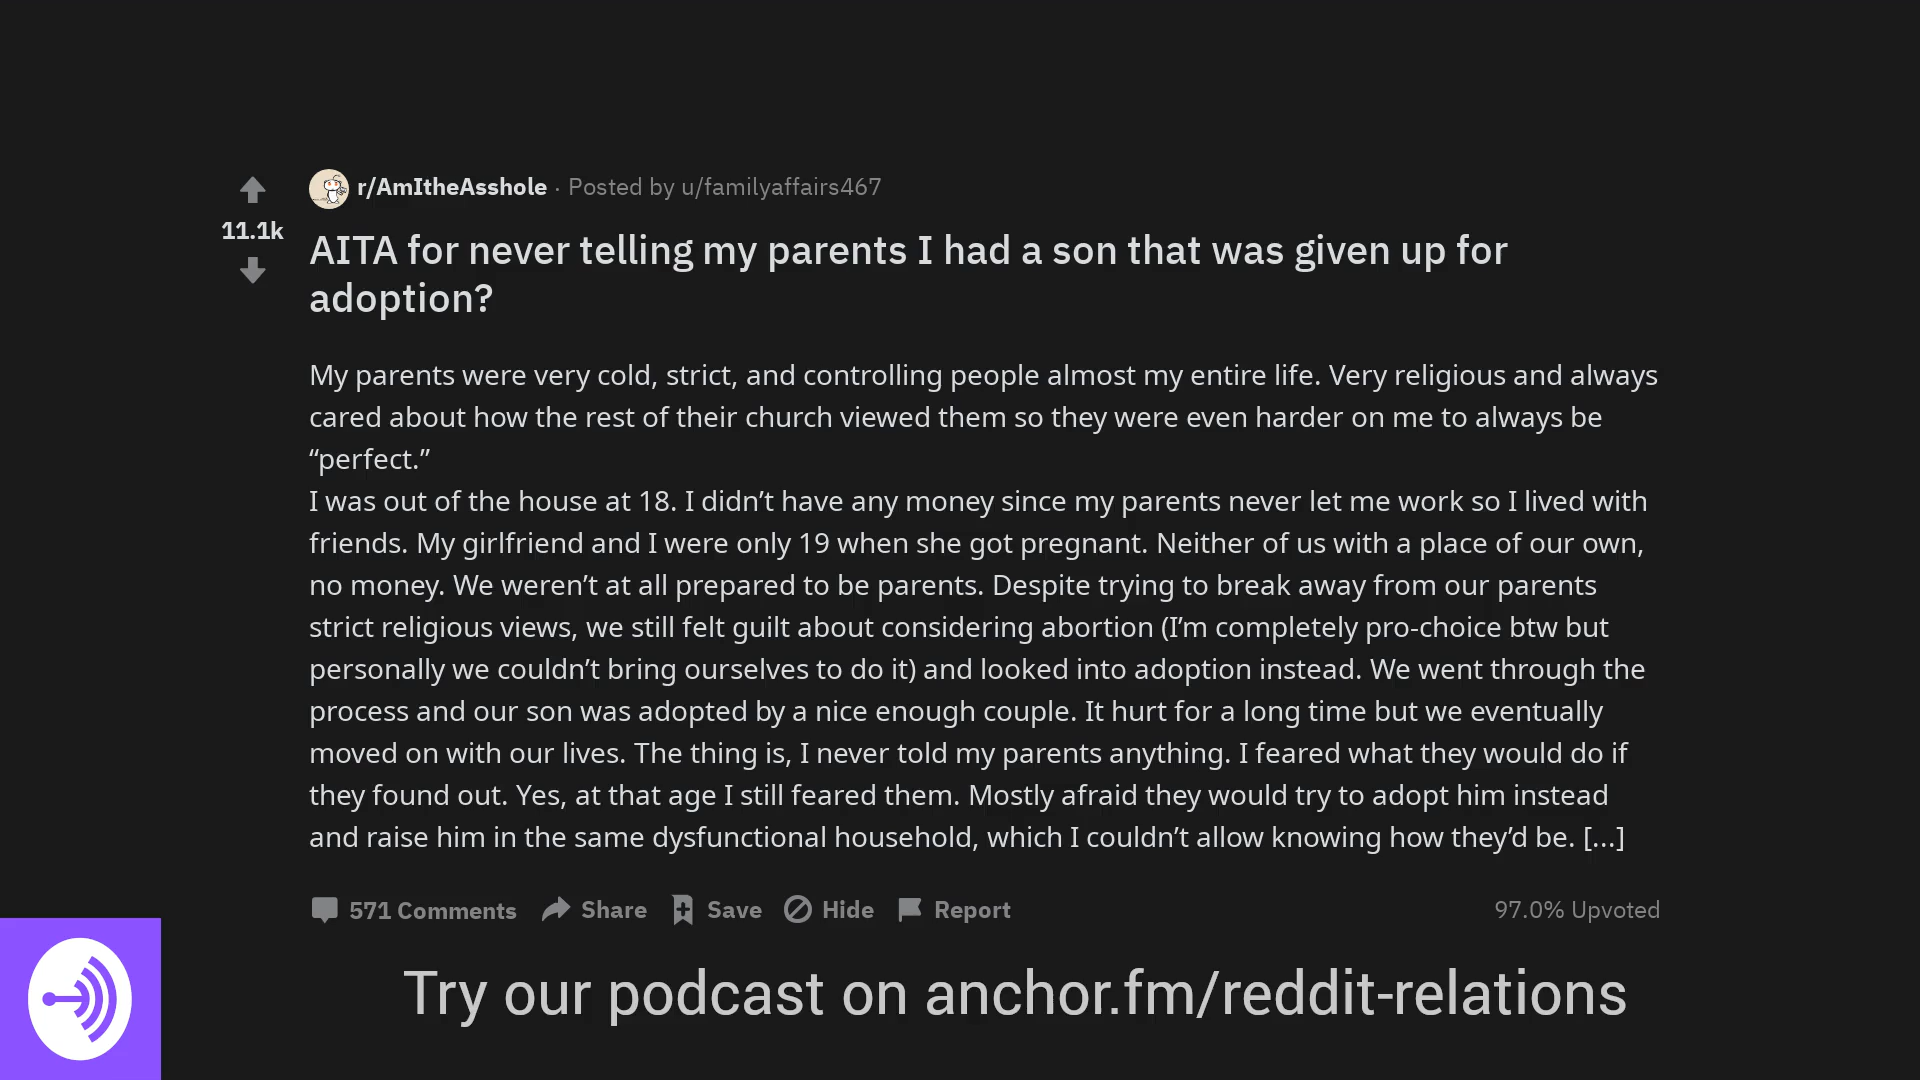 r/AmItheAsshole · Posted by u/familyaffairs467
11.1k
AITA for never telling my parents I had a son that was given up for
adoption?
My parents were very cold, strict, and controlling people almost my entire life. Very religious and always
cared about how the rest of their church viewed them so they were even harder on me to always be
“perfect.”
I was out of the house at 18. I didn’t have any money since my parents never let me work so I lived with
friends. My girlfriend and I were only 19 when she got pregnant. Neither of us with a place of our own,
no money. We weren’t at all prepared to be parents. Despite trying to break away from our parents
strict religious views, we still felt guilt about considering abortion (I’m completely pro-choice btw but
personally we couldn’t bring ourselves to do it) and looked into adoption instead. We went through the
process and our son was adopted by a nice enough couple. It hurt for a long time but we eventually
moved on with our lives. The thing is, I never told my parents anything. I feared what they would do if
they found out. Yes, at that age I still feared them. Mostly afraid they would try to adopt him instead
and raise him in the same dysfunctional household, which I couldn’t allow knowing how they’d be. [...]
571 Comments Share Save Hide Report 97.0% Upvoted
Try our podcast on anchor.fm/reddit-relations